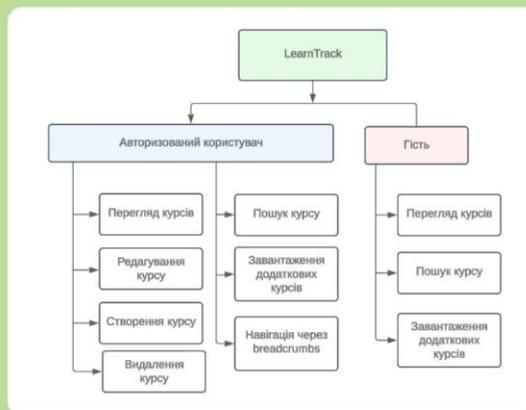 LearnTrack
Авторизований користувач
Гість
Перегляд курсів
Редагування
курсу
Створення курсу
Видалення
курсу
Пошук курсу
Завантаження
додаткових
курсів
Навігація через
breadcrumbs
Перегляд курсів
Пошук курсу
Завантаження
додаткових
курсів